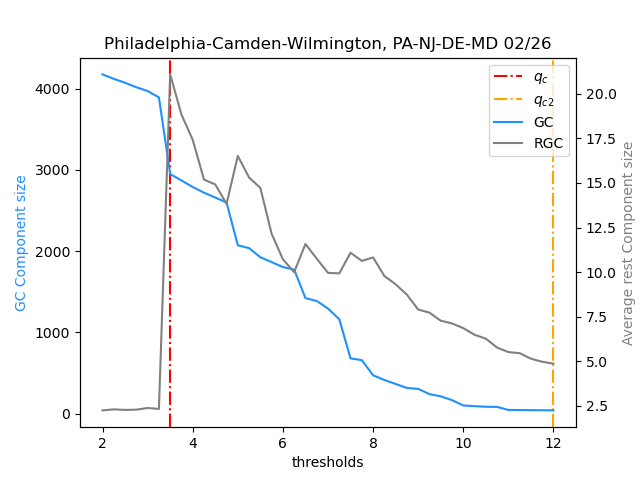 Philadelphia-Camden-Wilmington, PA-NJ-DE-MD 02/26
GC Component size
4000
3000
2000
1000
0
q_c
q_c2
GC
RGC
20.0
17.5
15.0
12.5
10.0
7.5
5.0
2.5
Average rest Component size
2 4 6 8 10 12
thresholds